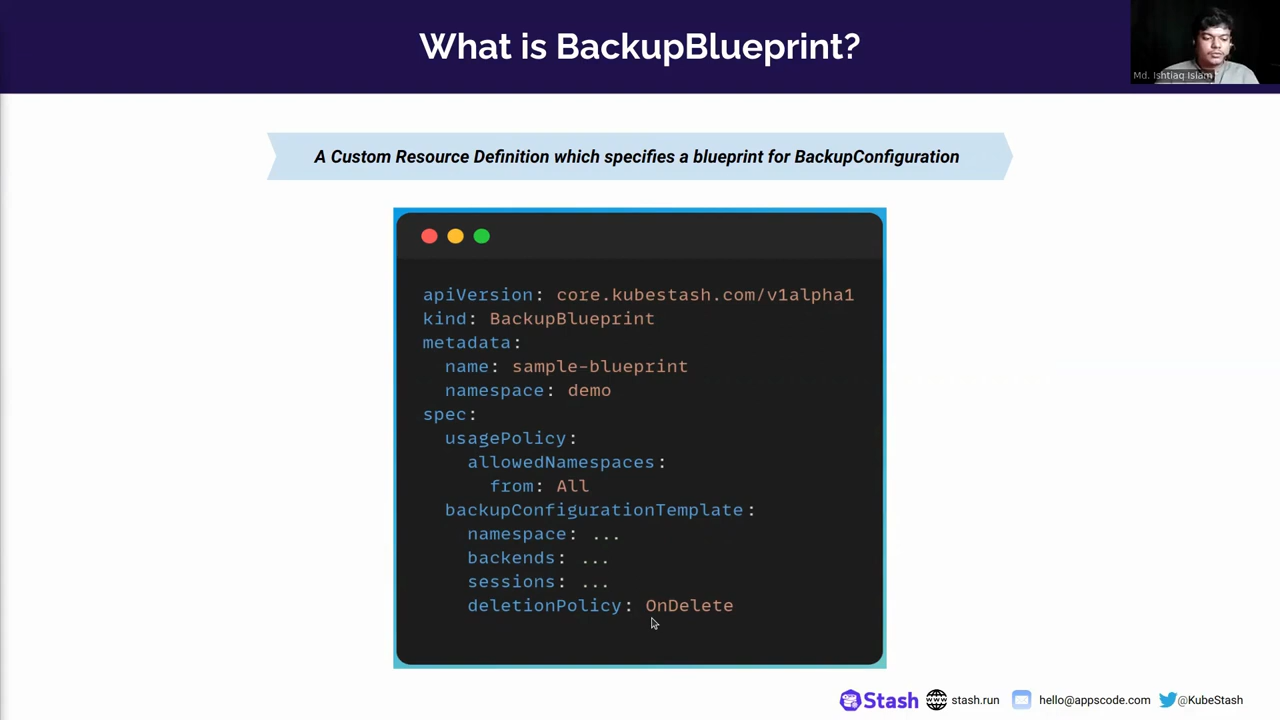 What is BackupBlueprint?
Md. Ishtiaq Islam
A Custom Resource Definition which specifies a blueprint for BackupConfiguration
apiVersion: core.kubestash.com/v1alpha1
kind: BackupBlueprint
metadata:
  name: sample-blueprint
  namespace: demo
spec:
  usagePolicy:
    allowedNamespaces:
      from: All
  backupConfigurationTemplate:
    namespace: ...
    backends: ...
    sessions: ...
    deletionPolicy: OnDelete
Stash stash.run hello@appscode.com @KubeStash